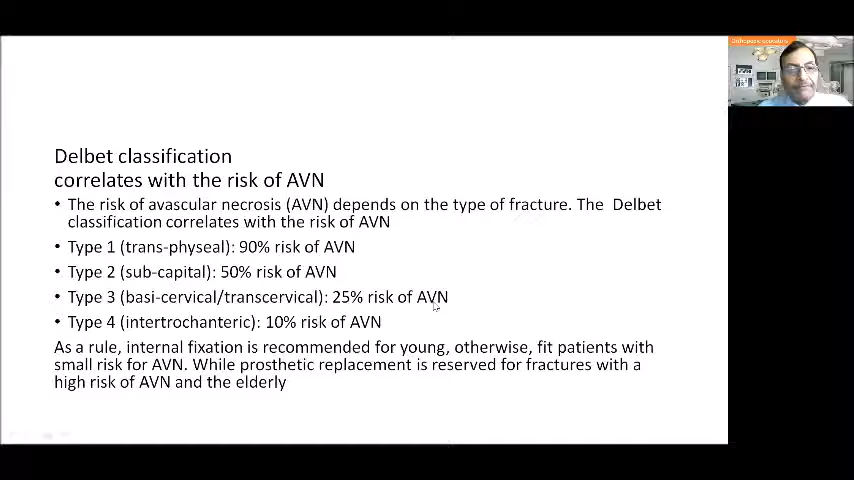 Orthopaedic educators
Delbet classification
correlates with the risk of AVN
• The risk of avascular necrosis (AVN) depends on the type of fracture. The Delbet
classification correlates with the risk of AVN
• Type 1 (trans-physeal): 90% risk of AVN
• Type 2 (sub-capital): 50% risk of AVN
• Type 3 (basi-cervical/transcervical): 25% risk of AVN
• Type 4 (intertrochanteric): 10% risk of AVN
As a rule, internal fixation is recommended for young, otherwise, fit patients with
small risk for AVN. While prosthetic replacement is reserved for fractures with a
high risk of AVN and the elderly